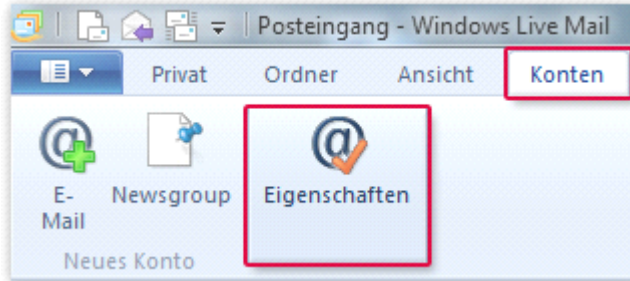 Posteingang - Windows Live Mail
Privat Ordner Ansicht Konten
E-Mail Newsgroup Eigenschaften
Neues Konto